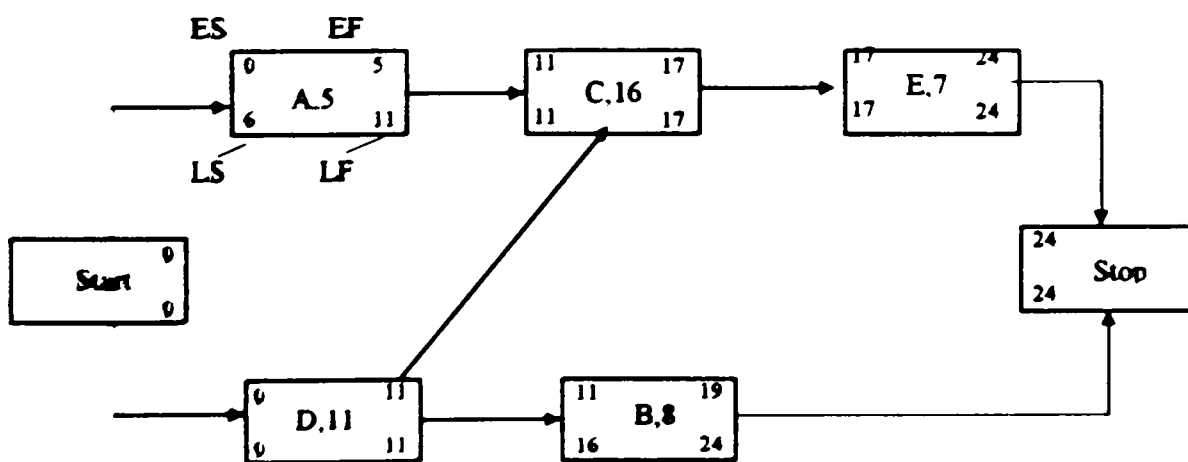 ES EF
0 5
A.5
6 11
LS LF
11 17
C,16
11 17
17 24
E,7
17 24
0
Start
0
24
Stop
24
0 11
D,11
0 11
11 19
B,8
16 24